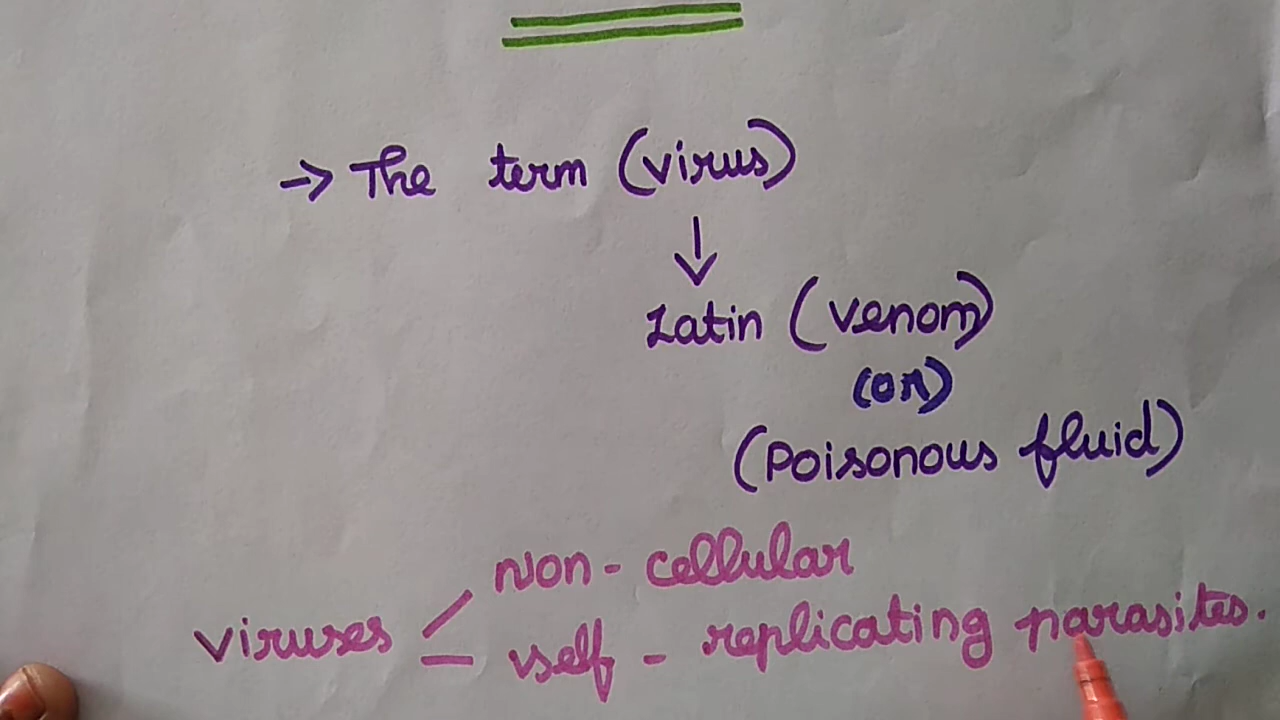 → The term (virus)
↓
Latin (venom)
(or)
(Poisonous fluid)
Non - cellular
viruses
self - replicating parasites.